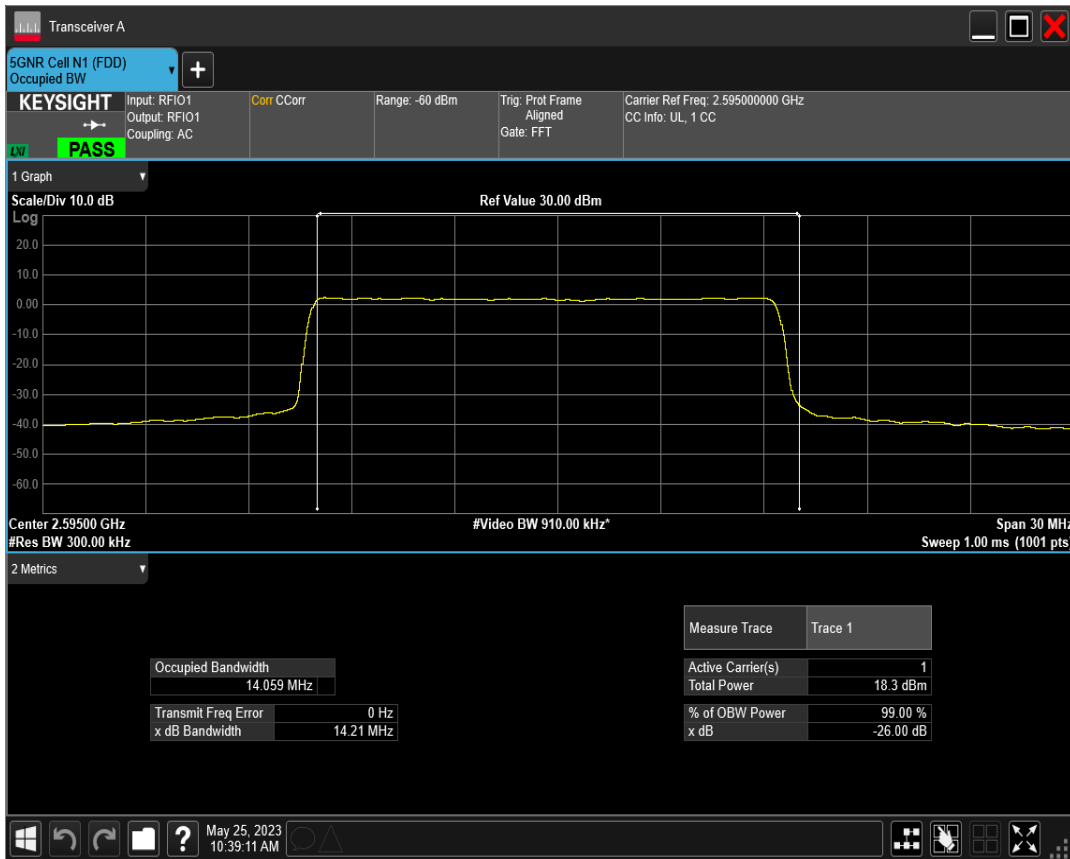 Transceiver A
5GNR Cell N1 (FDD)
Occupied BW
+
KEYSIGHT
LXI
PASS
Input: RFIO1
Output: RFIO1
Coupling: AC
Corr CCorr
Range: -60 dBm
Trig: Prot Frame
Aligned
Gate: FFT
Carrier Ref Freq: 2.595000000 GHz
CC Info: UL, 1 CC
1 Graph
Scale/Div 10.0 dB
Ref Value 30.00 dBm
Log
20.0
10.0
0.00
-10.0
-20.0
-30.0
-40.0
-50.0
-60.0
Center 2.59500 GHz
#Video BW 910.00 kHz*
Span 30 MHz
#Res BW 300.00 kHz
Sweep 1.00 ms (1001 pts)
2 Metrics
Measure Trace Trace 1
Occupied Bandwidth
14.059 MHz
Active Carrier(s) 1
Total Power 18.3 dBm
Transmit Freq Error 0 Hz
x dB Bandwidth 14.21 MHz
% of OBW Power 99.00 %
x dB -26.00 dB
?
May 25, 2023
10:39:11 AM